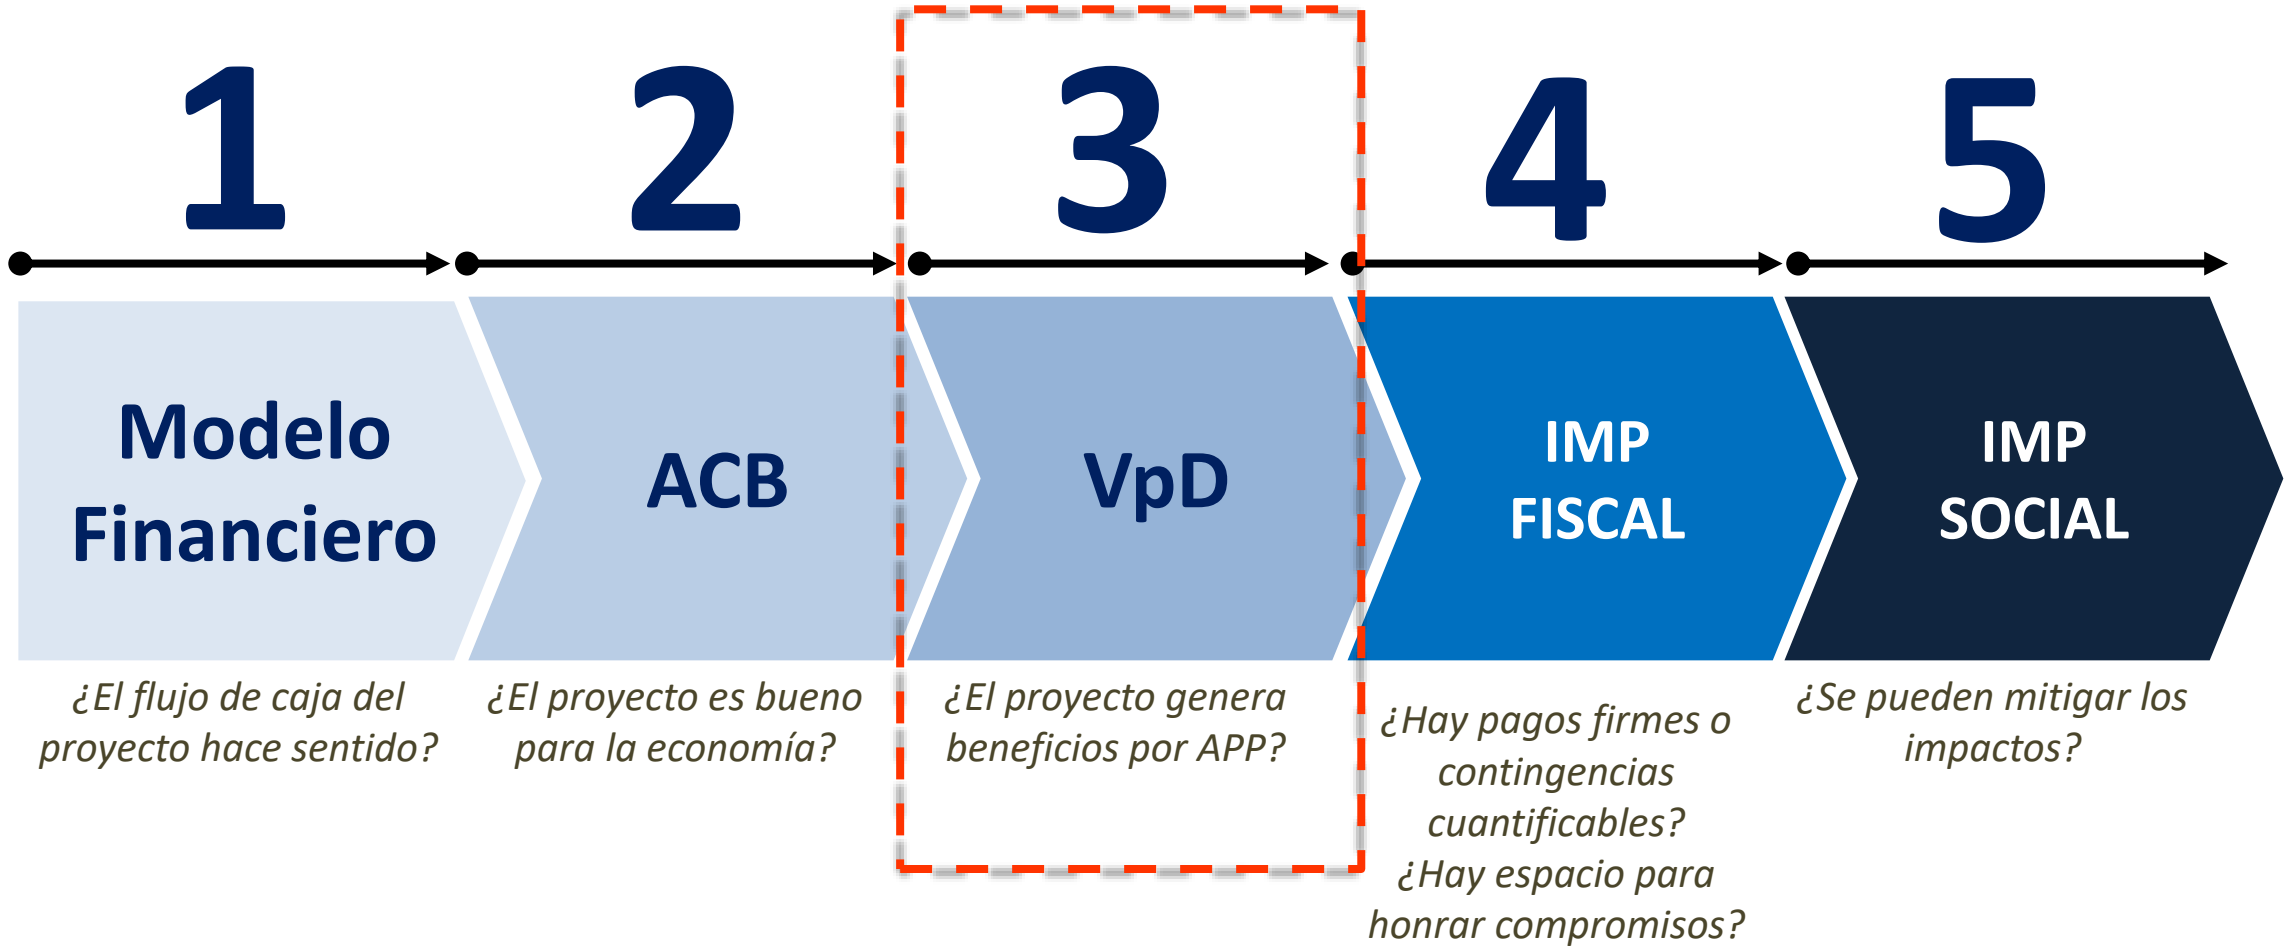 1
2
3
4
5
Modelo
Financiero
ACB
VpD
IMP
FISCAL
IMP
SOCIAL
¿El flujo de caja del
proyecto hace sentido?
¿El proyecto es bueno
para la economía?
¿El proyecto genera
beneficios por APP?
¿Hay pagos firmes o
contingencias
cuantificables?
¿Hay espacio para
honrar compromisos?
¿Se pueden mitigar los
impactos?